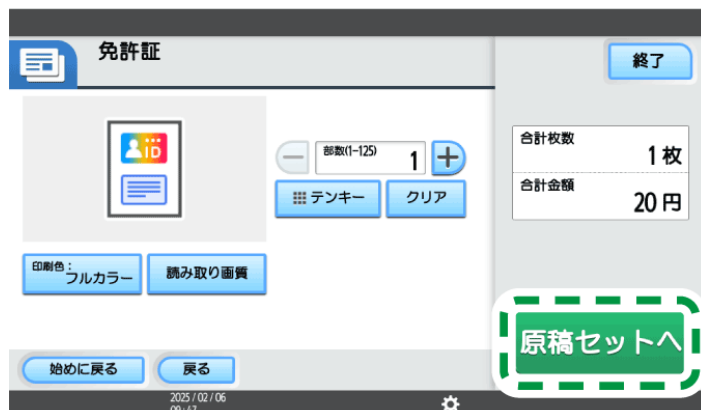 免許証
終了
iD
部数(1-125)
1
テンキー
クリア
合計枚数
1枚
合計金額
20円
印刷色：
フルカラー
読み取り画質
原稿セットへ
始めに戻る
戻る
2025/02/06